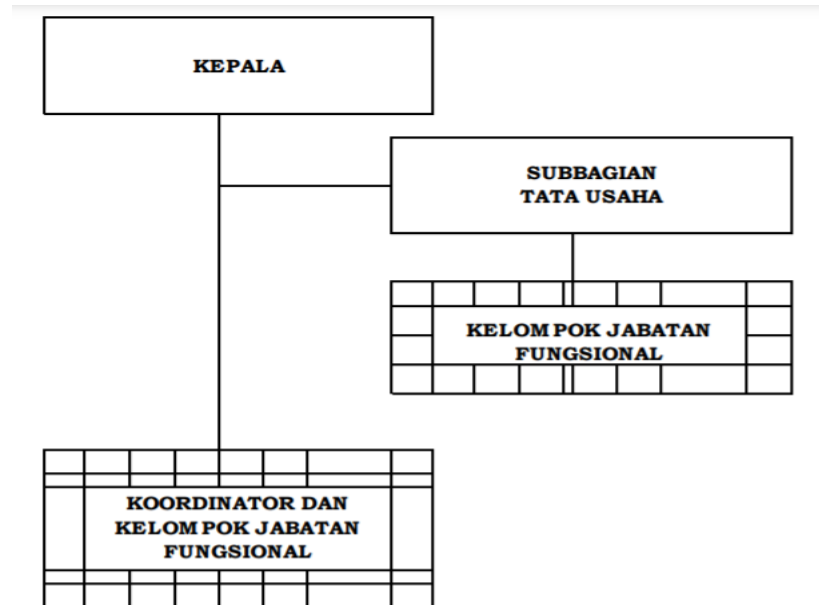 KEPALA
SUBBAGIAN
TATA USAHA
KELOM POK JABATAN
FUNGSIONAL
KOORDINATOR DAN
KELOM POK JABATAN
FUNGSIONAL